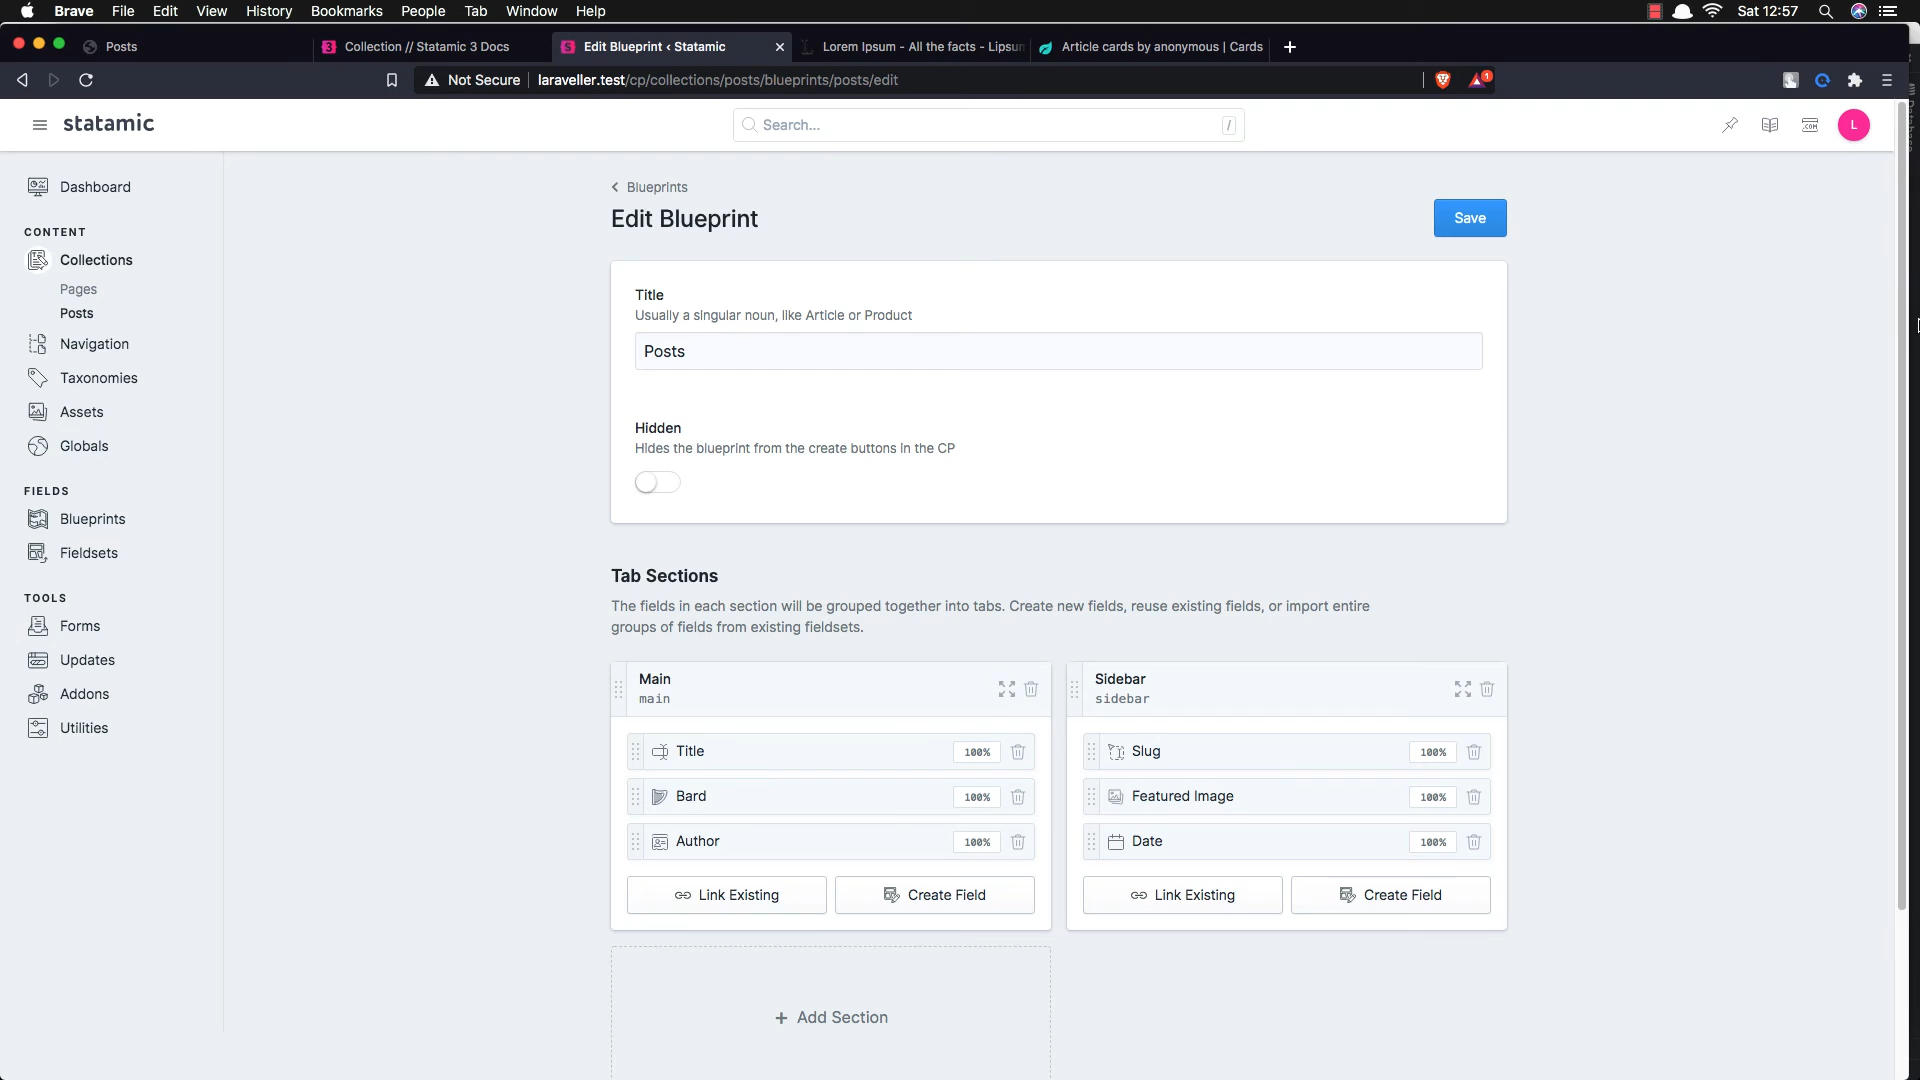 Brave File Edit View History Bookmarks People Tab Window Help Sat 12:57
Posts Collection // Statamic 3 Docs Edit Blueprint ‹ Statamic Lorem Ipsum - All the facts - Lipsum Article cards by anonymous | Cards
Not Secure laraveller.test/cp/collections/posts/blueprints/posts/edit 1
statamic Search... / .COM L
Dashboard
CONTENT
Collections
Pages
Posts
Navigation
Taxonomies
Assets
Globals
FIELDS
Blueprints
Fieldsets
TOOLS
Forms
Updates
Addons
Utilities
Blueprints
Edit Blueprint
Save
Title
Usually a singular noun, like Article or Product
Posts
Hidden
Hides the blueprint from the create buttons in the CP
Tab Sections
The fields in each section will be grouped together into tabs. Create new fields, reuse existing fields, or import entire
groups of fields from existing fieldsets.
Main
main
Title 100%
Bard 100%
Author 100%
Link Existing Create Field
Sidebar
sidebar
Slug 100%
Featured Image 100%
Date 100%
Link Existing Create Field
+ Add Section